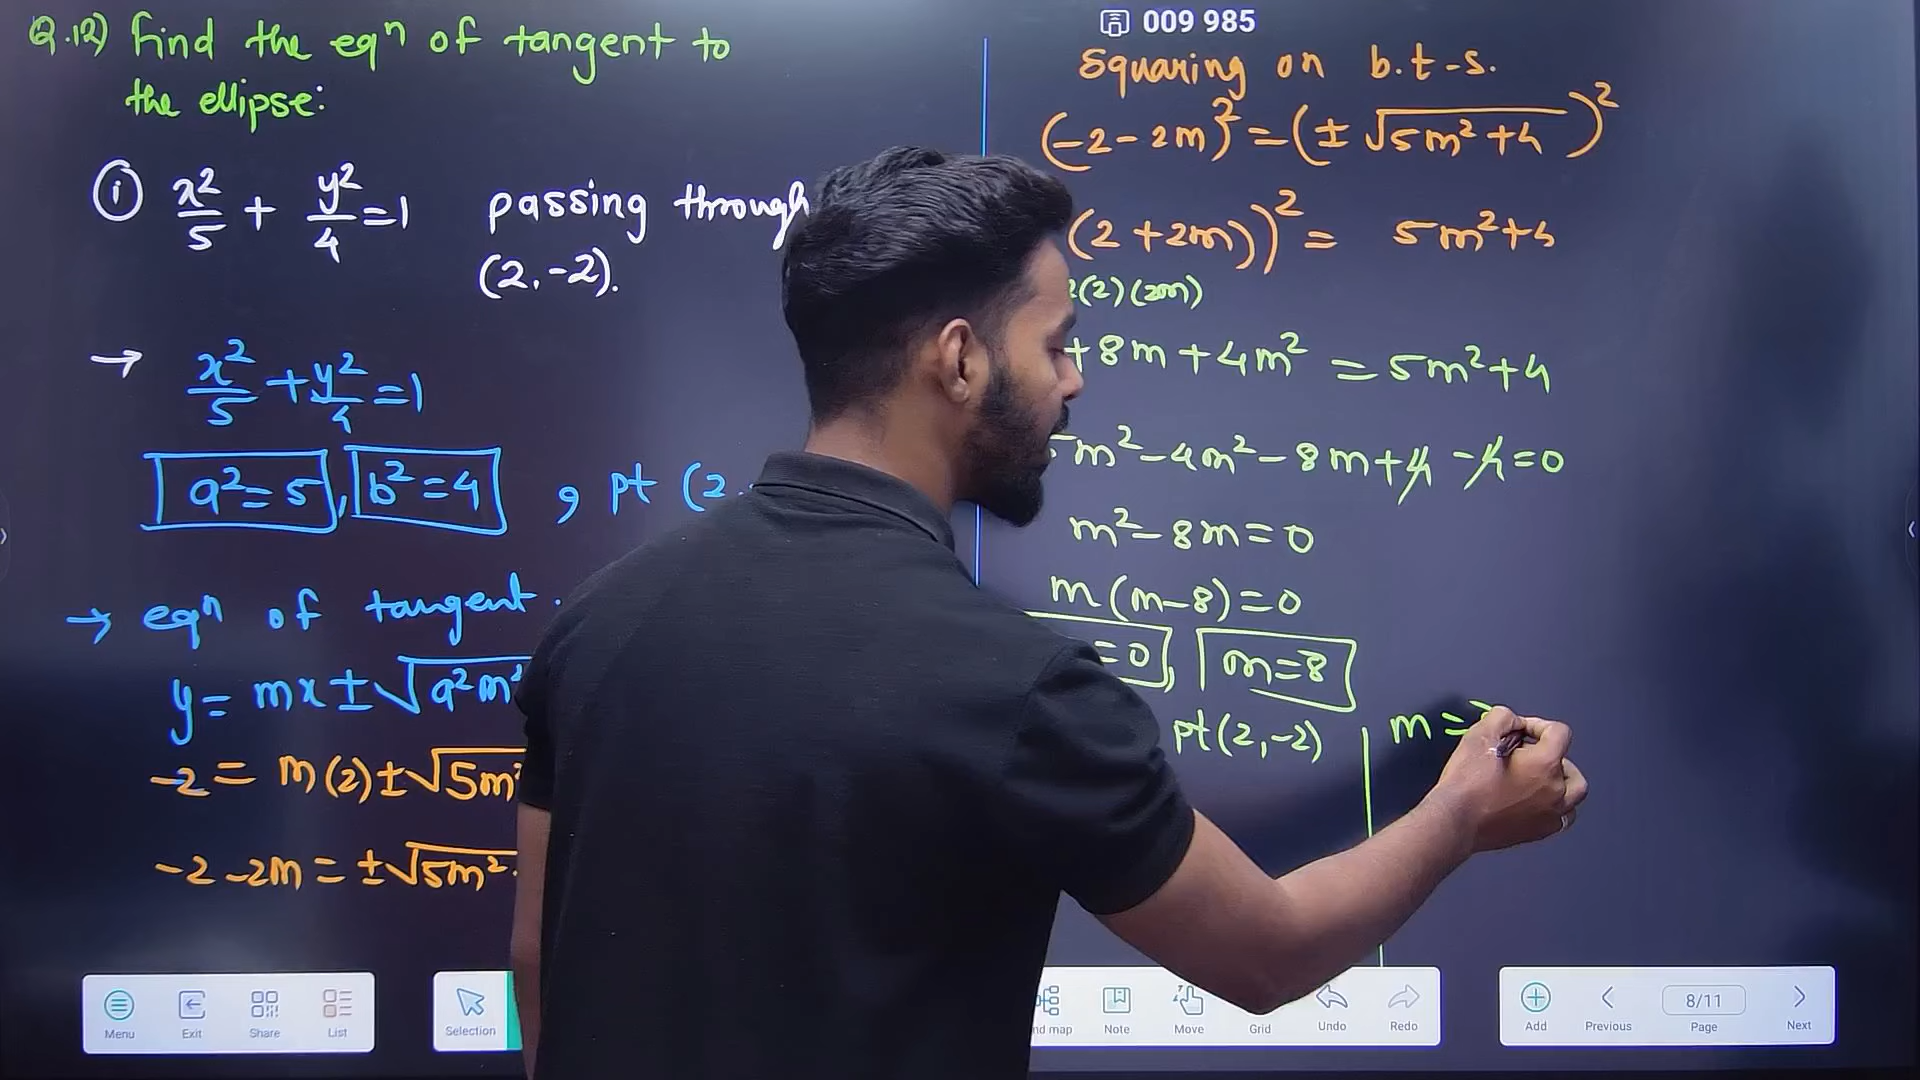 Q.12) Find the eqⁿ of tangent to
the ellipse:
① x²/5 + y²/4 = 1 passing through
(2,-2).
→ x²/5 + y²/4 = 1
a²=5, b²=4, pt (2.
→ eqⁿ of tangent.
y = mx ± √a²m²
-2 = m(2) ± √5m²
-2-2m = ± √5m²
009 985
Squaring on b.t-s.
(-2-2m)² = (± √5m²+4)²
(2+2m))² = 5m²+4
(2)(2m)
+8m+4m² = 5m²+4
5m²-4m²-8m+4-4=0
m²-8m=0
m(m-8)=0
=0, m=8
pt(2,-2) m=
Menu Exit Share List Selection Note Move Grid Undo Redo Add Previous 8/11 Page Next